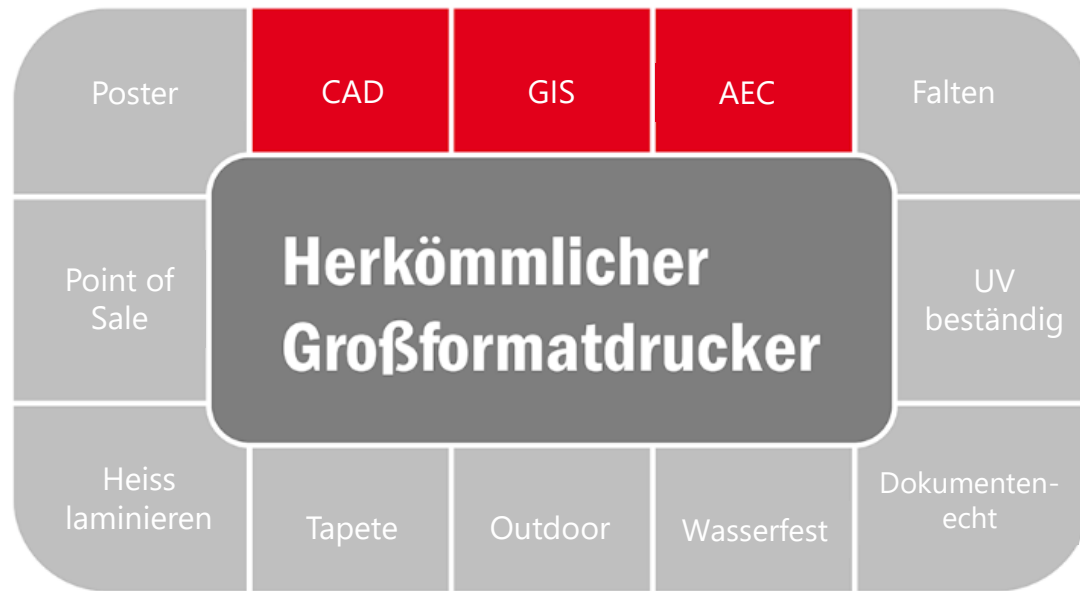 Poster
CAD
GIS
AEC
Falten
Herkömmlicher
Großformatdrucker
Point of
Sale
UV
beständig
Heiss
laminieren
Tapete
Outdoor
Wasserfest
Dokumenten-
echt